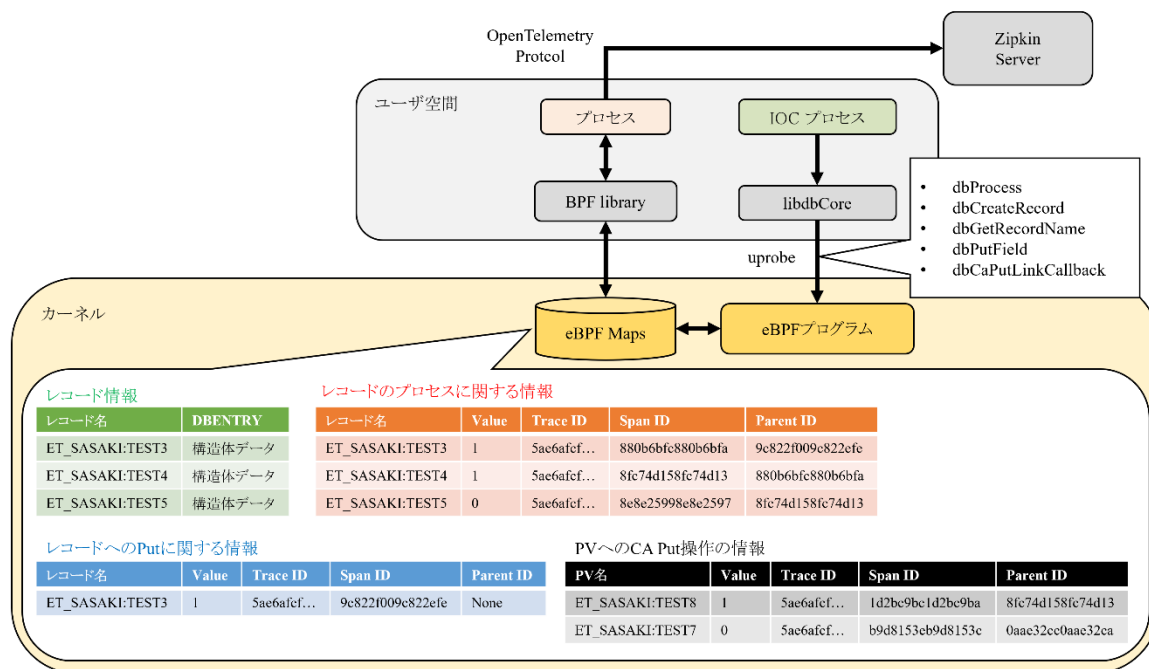 OpenTelemetry
Protcol
Zipkin
Server
ユーザ空間
プロセス
IOC プロセス
BPF library
libdbCore
• dbProcess
• dbCreateRecord
• dbGetRecordName
• dbPutField
• dbCaPutLinkCallback
uprobe
カーネル
eBPF Maps
eBPFプログラム
レコード情報
レコード名 DBENTRY
ET_SASAKI:TEST3 構造体データ
ET_SASAKI:TEST4 構造体データ
ET_SASAKI:TEST5 構造体データ
レコードのプロセスに関する情報
レコード名 Value Trace ID Span ID Parent ID
ET_SASAKI:TEST3 1 5ae6afcf… 880b6bfc880b6bfa 9c822f009c822efe
ET_SASAKI:TEST4 1 5ae6afcf… 8fc74d158fc74d13 880b6bfc880b6bfa
ET_SASAKI:TEST5 0 5ae6afcf… 8e8e25998e8e2597 8fc74d158fc74d13
レコードへのPutに関する情報
レコード名 Value Trace ID Span ID Parent ID
ET_SASAKI:TEST3 1 5ae6afcf… 9c822f009c822efe None
PVへのCA Put操作の情報
PV名 Value Trace ID Span ID Parent ID
ET_SASAKI:TEST8 1 5ae6afcf… 1d2bc9bc1d2bc9ba 8fc74d158fc74d13
ET_SASAKI:TEST7 0 5ae6afcf… b9d8153eb9d8153c 0aae32cc0aae32ca